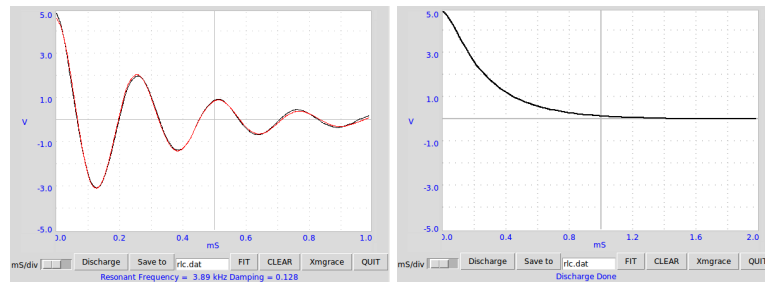 5.0
3.0
1.0
V
-1.0
-3.0
-5.0
0.0 0.2 0.4 0.6 0.8 1.0
mS
mS/div Discharge Save to rlc.dat FIT CLEAR Xmgrace QUIT
Resonant Frequency = 3.89 kHz Damping = 0.128
5.0
3.0
1.0
V
-1.0
-3.0
-5.0
0.0 0.4 0.8 1.2 1.6 2.0
mS
mS/div Discharge Save to rlc.dat FIT CLEAR Xmgrace QUIT
Discharge Done